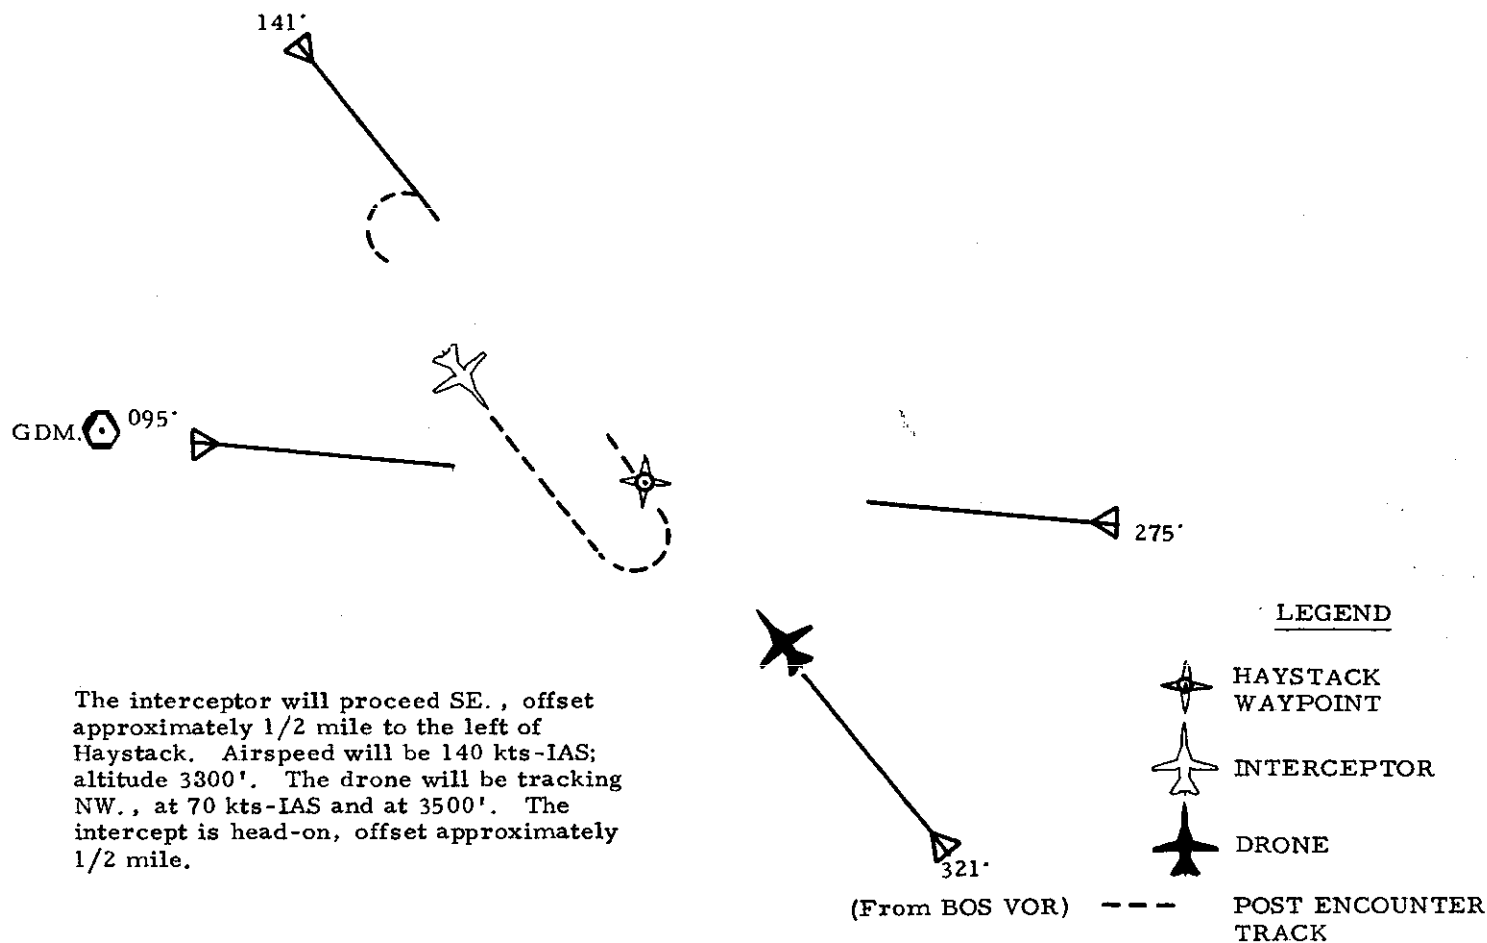 141°
GDM. 095°
275°
LEGEND
HAYSTACK
WAYPOINT
INTERCEPTOR
DRONE
POST ENCOUNTER
TRACK
The interceptor will proceed SE. , offset
approximately 1/2 mile to the left of
Haystack. Airspeed will be 140 kts-IAS;
altitude 3300'. The drone will be tracking
NW. , at 70 kts-IAS and at 3500'. The
intercept is head-on, offset approximately
1/2 mile.
321°
(From BOS VOR)